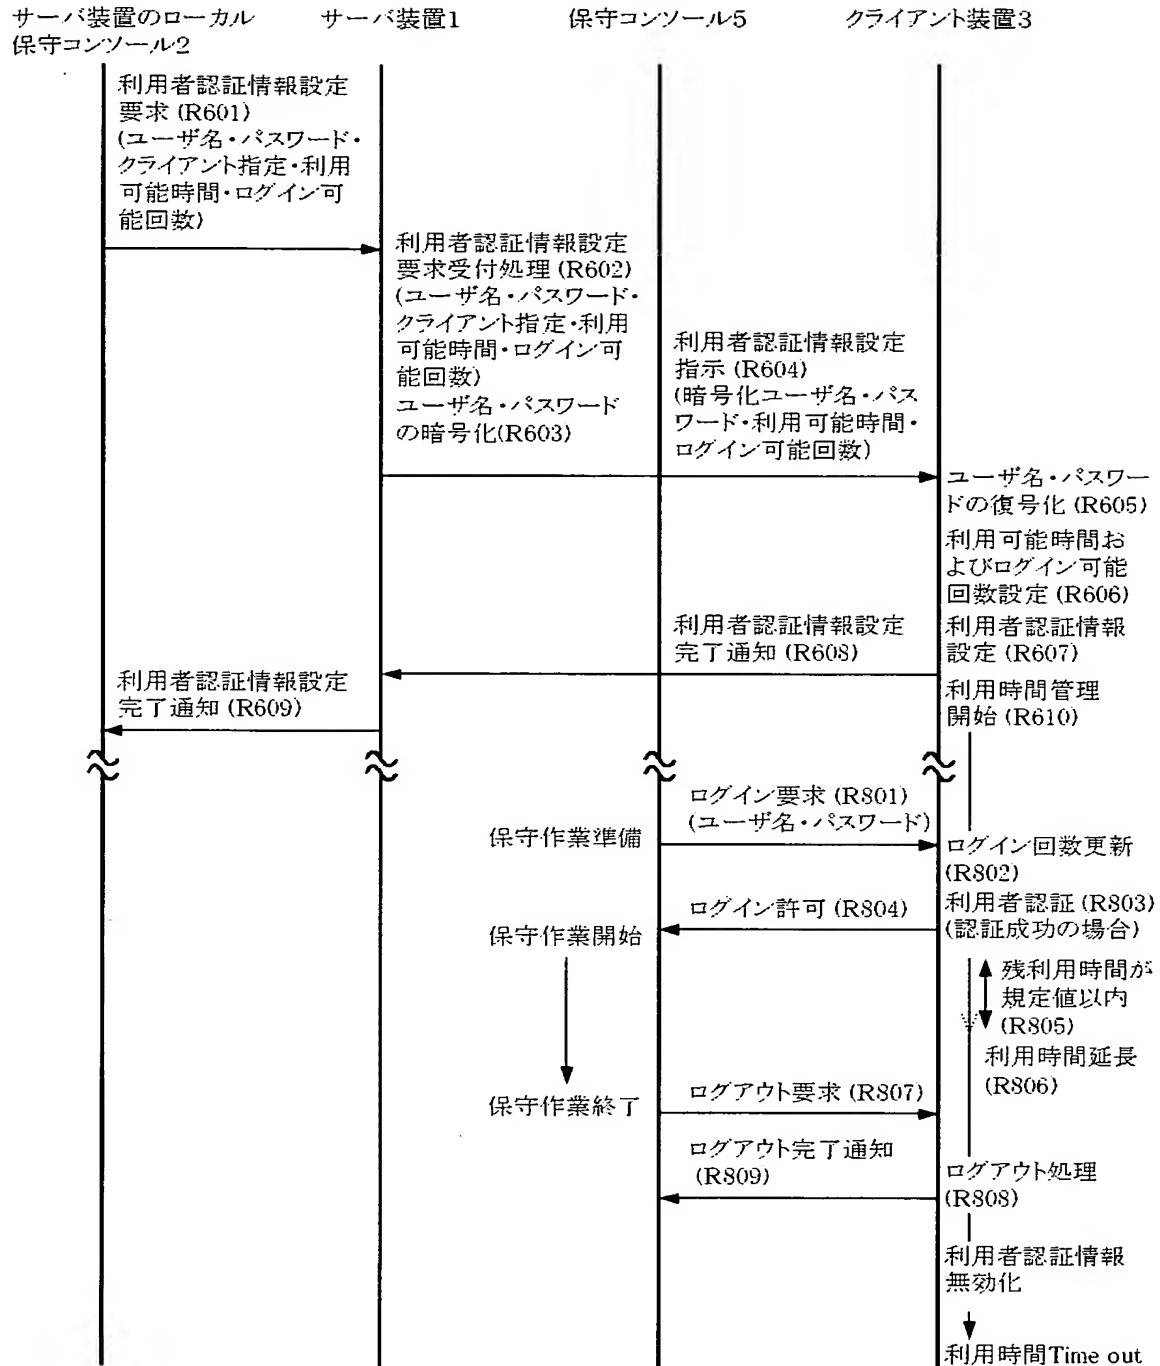 サーバ装置のローカル
保守コンソール2
サーバ装置1
保守コンソール5
クライアント装置3
利用者認証情報設定
要求 (R601)
(ユーザ名・パスワード・
クライアント指定・利用
可能時間・ログイン可
能回数)
利用者認証情報設定
要求受付処理 (R602)
(ユーザ名・パスワード・
クライアント指定・利用
可能時間・ログイン可
能回数)
ユーザ名・パスワード
の暗号化(R603)
利用者認証情報設定
指示 (R604)
(暗号化ユーザ名・パス
ワード・利用可能時間・
ログイン可能回数)
ユーザ名・パスワー
ドの復号化 (R605)
利用可能時間お
よびログイン可能
回数設定 (R606)
利用者認証情報
設定 (R607)
利用者認証情報設定
完了通知 (R608)
利用者認証情報設定
完了通知 (R609)
利用時間管理
開始 (R610)
ログイン要求 (R801)
(ユーザ名・パスワード)
保守作業準備
ログイン回数更新
(R802)
利用者認証 (R803)
(認証成功の場合)
ログイン許可 (R804)
保守作業開始
残利用時間が
規定値以内
(R805)
利用時間延長
(R806)
ログアウト要求 (R807)
保守作業終了
ログアウト完了通知
(R809)
ログアウト処理
(R808)
利用者認証情報
無効化
利用時間Time out